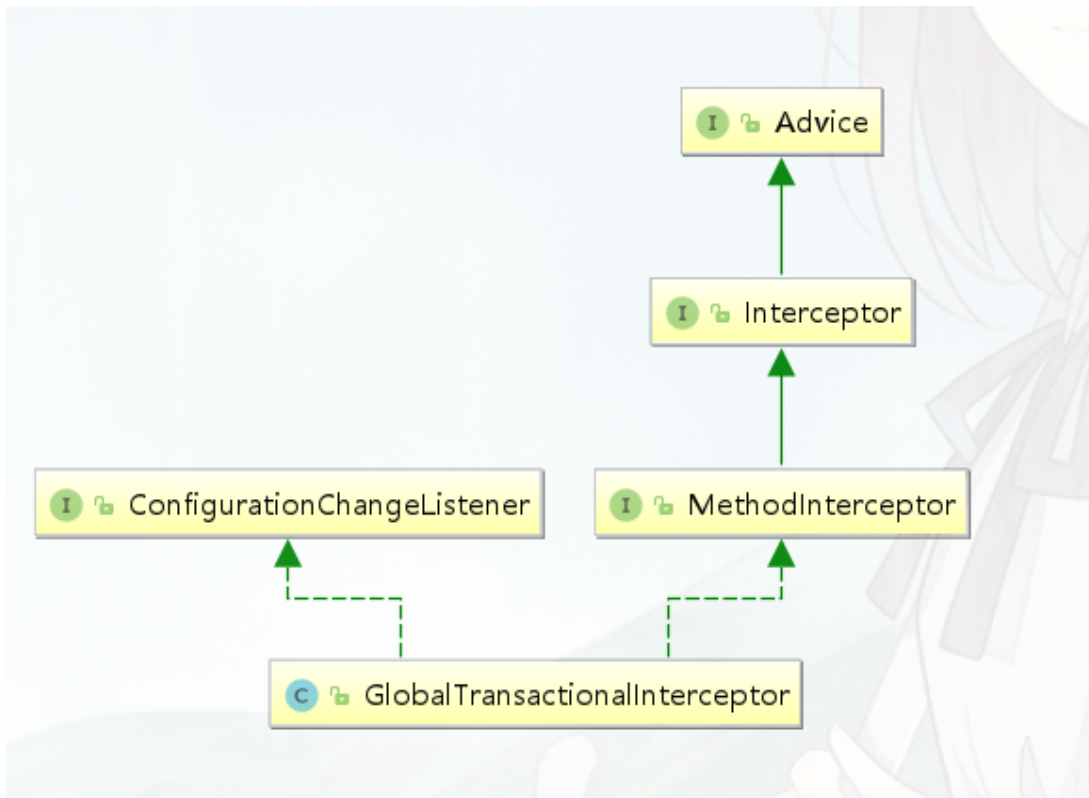 I Advice
I Interceptor
I ConfigurationChangeListener
I MethodInterceptor
C GlobalTransactionalInterceptor